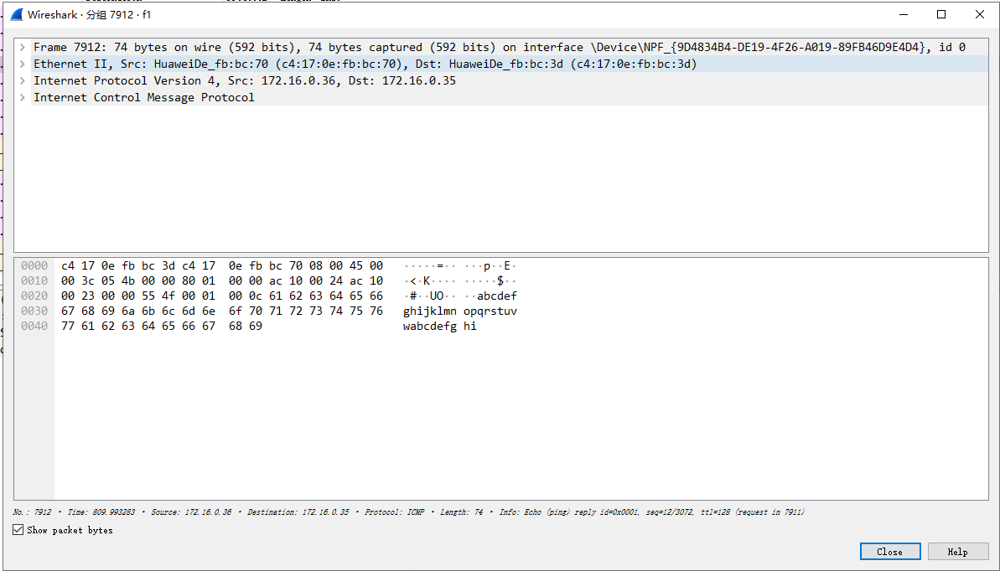 Wireshark · 分组 7912 · f1
Frame 7912: 74 bytes on wire (592 bits), 74 bytes captured (592 bits) on interface \Device\NPF_{9D4834B4-DE19-4F26-A019-89FB46D9E4D4}, id 0
Ethernet II, Src: HuaweiDe_fb:bc:70 (c4:17:0e:fb:bc:70), Dst: HuaweiDe_fb:bc:3d (c4:17:0e:fb:bc:3d)
Internet Protocol Version 4, Src: 172.16.0.36, Dst: 172.16.0.35
Internet Control Message Protocol
0000 c4 17 0e fb bc 3d c4 17 0e fb bc 70 08 00 45 00 ·····=·· ···p··E·
0010 00 3c 05 4b 00 00 80 01 00 00 ac 10 00 24 ac 10 ·<·K···· ·····$··
0020 00 23 00 00 55 4f 00 01 00 0c 61 62 63 64 65 66 ·#··UO·· ··abcdef
0030 67 68 69 6a 6b 6c 6d 6e 6f 70 71 72 73 74 75 76 ghijklmn opqrstuv
0040 77 61 62 63 64 65 66 67 68 69 wabcdefg hi
No.: 7912 · Time: 809.993283 · Source: 172.16.0.36 · Destination: 172.16.0.35 · Protocol: ICMP · Length: 74 · Info: Echo (ping) reply id=0x0001, seq=12/3072, ttl=128 (request in 7911)
Show packet bytes
Close Help